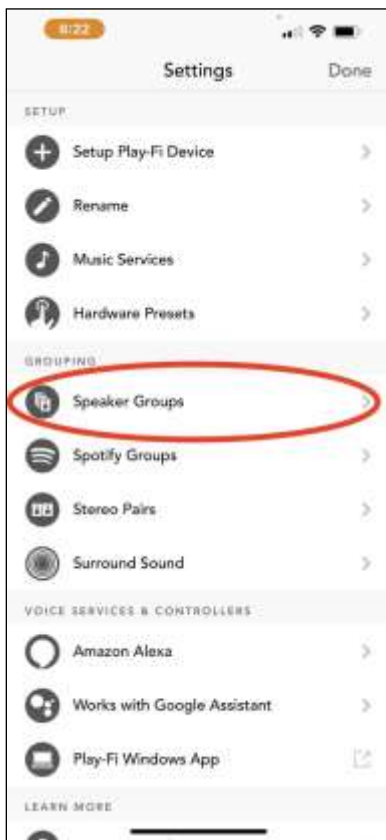 8:22
Settings
Done
SETUP
Setup Play-Fi Device
Rename
Music Services
Hardware Presets
GROUPING
Speaker Groups
Spotify Groups
Stereo Pairs
Surround Sound
VOICE SERVICES & CONTROLLERS
Amazon Alexa
Works with Google Assistant
Play-Fi Windows App
LEARN MORE